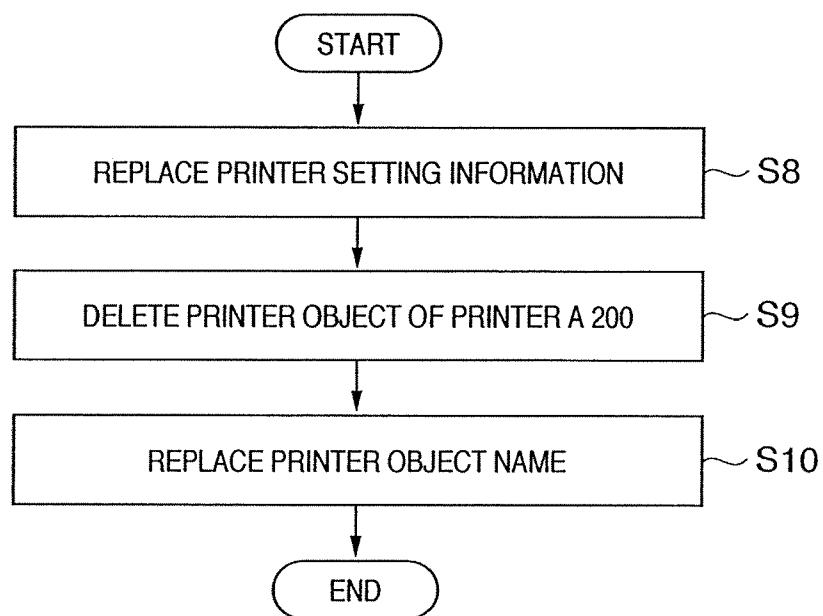 START
REPLACE PRINTER SETTING INFORMATION
S8
DELETE PRINTER OBJECT OF PRINTER A 200
S9
REPLACE PRINTER OBJECT NAME
S10
END